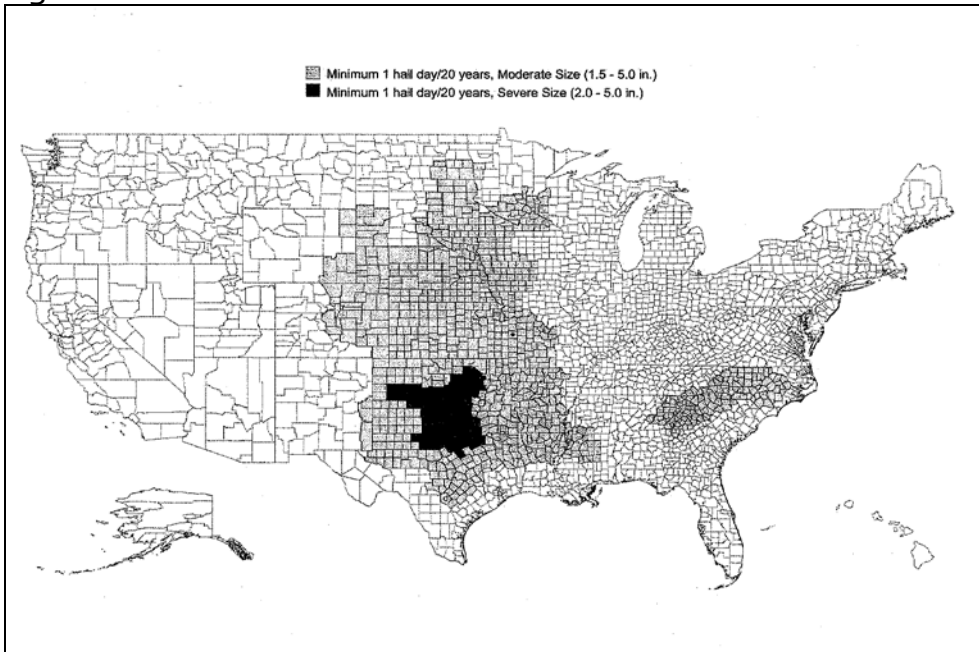 Minimum 1 hail day/20 years, Moderate Size (1.5 - 5.0 in.)
Minimum 1 hail day/20 years, Severe Size (2.0 - 5.0 in.)